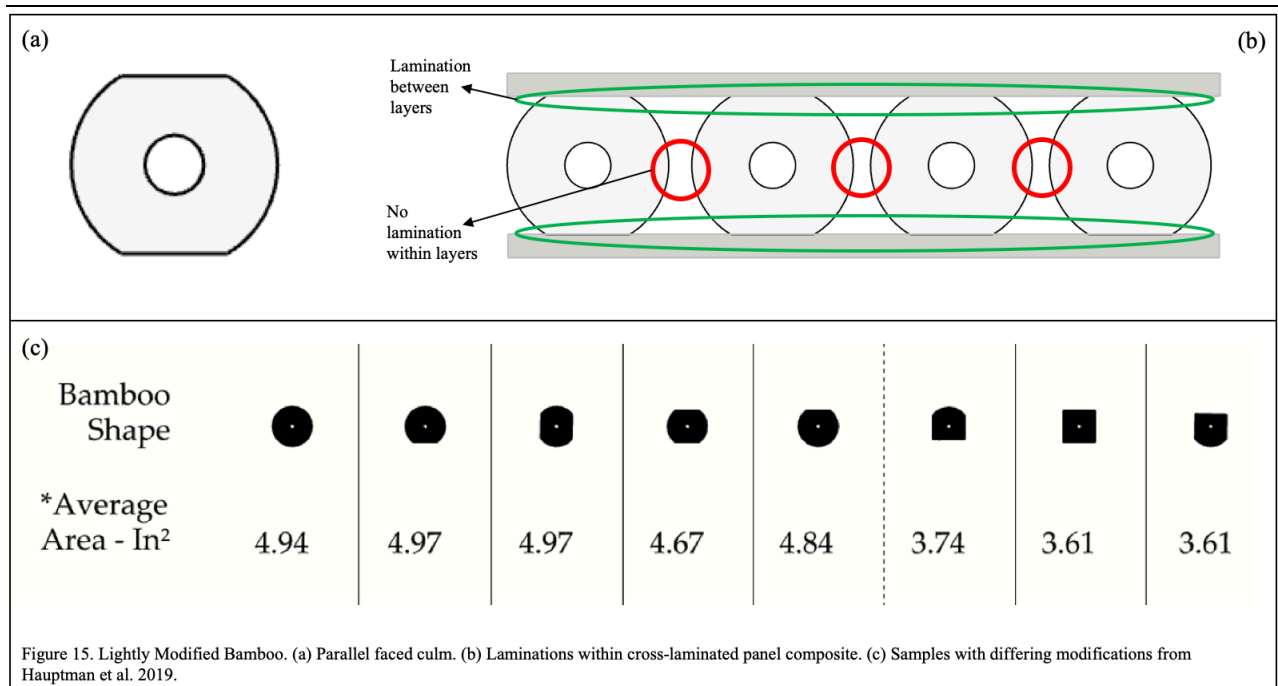 (a)
(b)
Lamination
between
layers
No
lamination
within layers
(c)
Bamboo
Shape
*Average
Area - In²
4.94
4.97
4.97
4.67
4.84
3.74
3.61
3.61
Figure 15. Lightly Modified Bamboo. (a) Parallel faced culm. (b) Laminations within cross-laminated panel composite. (c) Samples with differing modifications from
Hauptman et al. 2019.